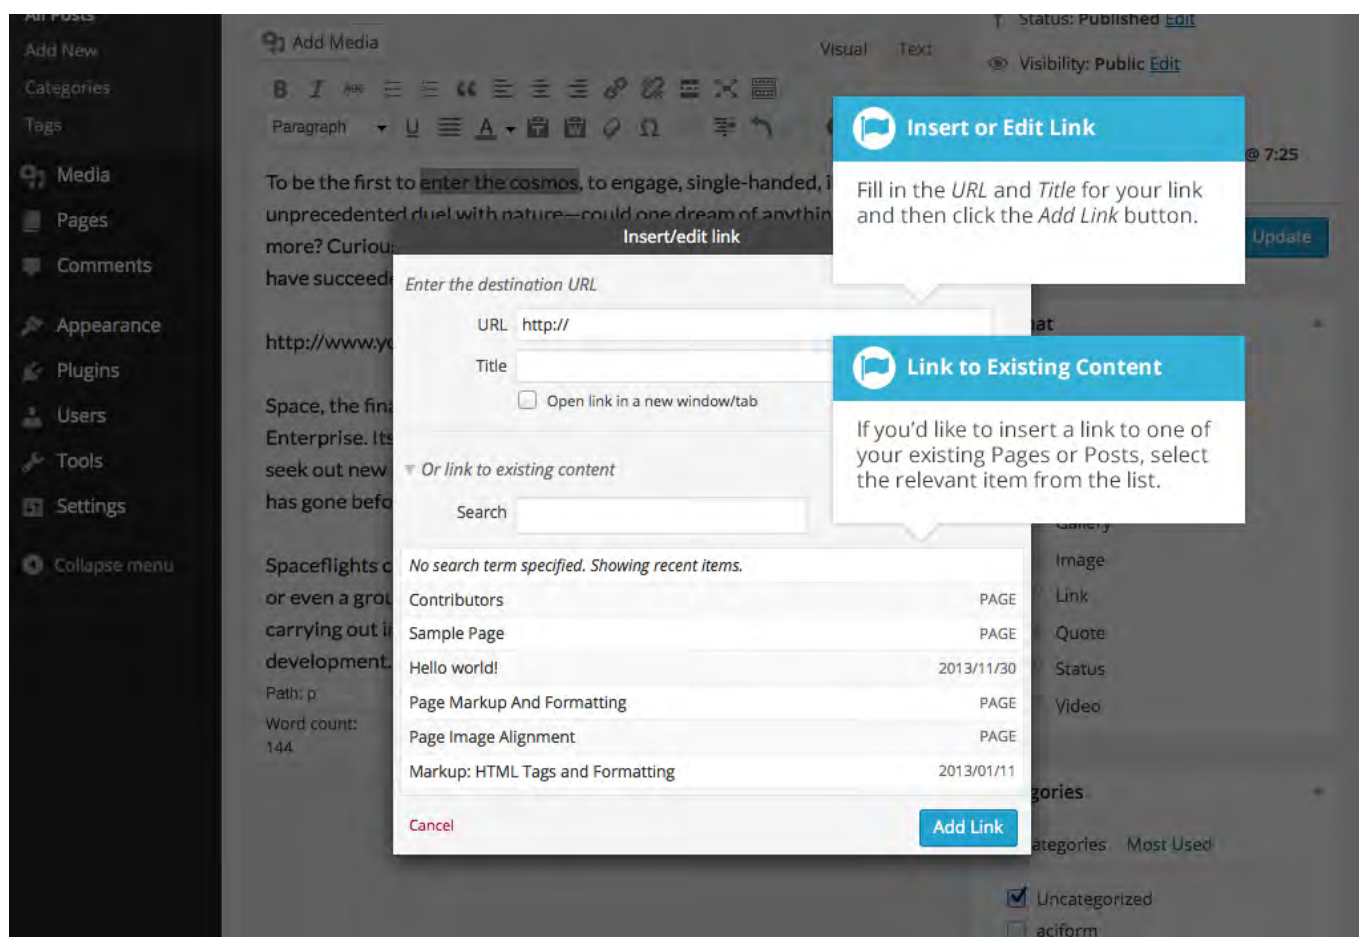 All Posts
Add New
Categories
Tags
Media
Pages
Comments
Appearance
Plugins
Users
Tools
Settings
Collapse menu
Add Media
Visual Text
B I ABC
Paragraph U A T Ω
To be the first to enter the cosmos, to engage, single-handed, i
unprecedented duel with nature—could one dream of anythin
more? Curiou
have succeede
http://www.yo
Space, the fina
Enterprise. Its
seek out new
has gone befo
Spaceflights c
or even a grou
carrying out i
development.
Path: p
Word count:
144
Status: Published Edit
Visibility: Public Edit
@ 7:25
Update
Insert or Edit Link
Fill in the URL and Title for your link
and then click the Add Link button.
Insert/edit link
Enter the destination URL
URL http://
Title
Open link in a new window/tab
Link to Existing Content
If you’d like to insert a link to one of
your existing Pages or Posts, select
the relevant item from the list.
Or link to existing content
Search
No search term specified. Showing recent items.
Contributors PAGE
Sample Page PAGE
Hello world! 2013/11/30
Page Markup And Formatting PAGE
Page Image Alignment PAGE
Markup: HTML Tags and Formatting 2013/01/11
Cancel Add Link
mat
Gallery
Image
Link
Quote
Status
Video
gories
ategories Most Used
Uncategorized
aciform